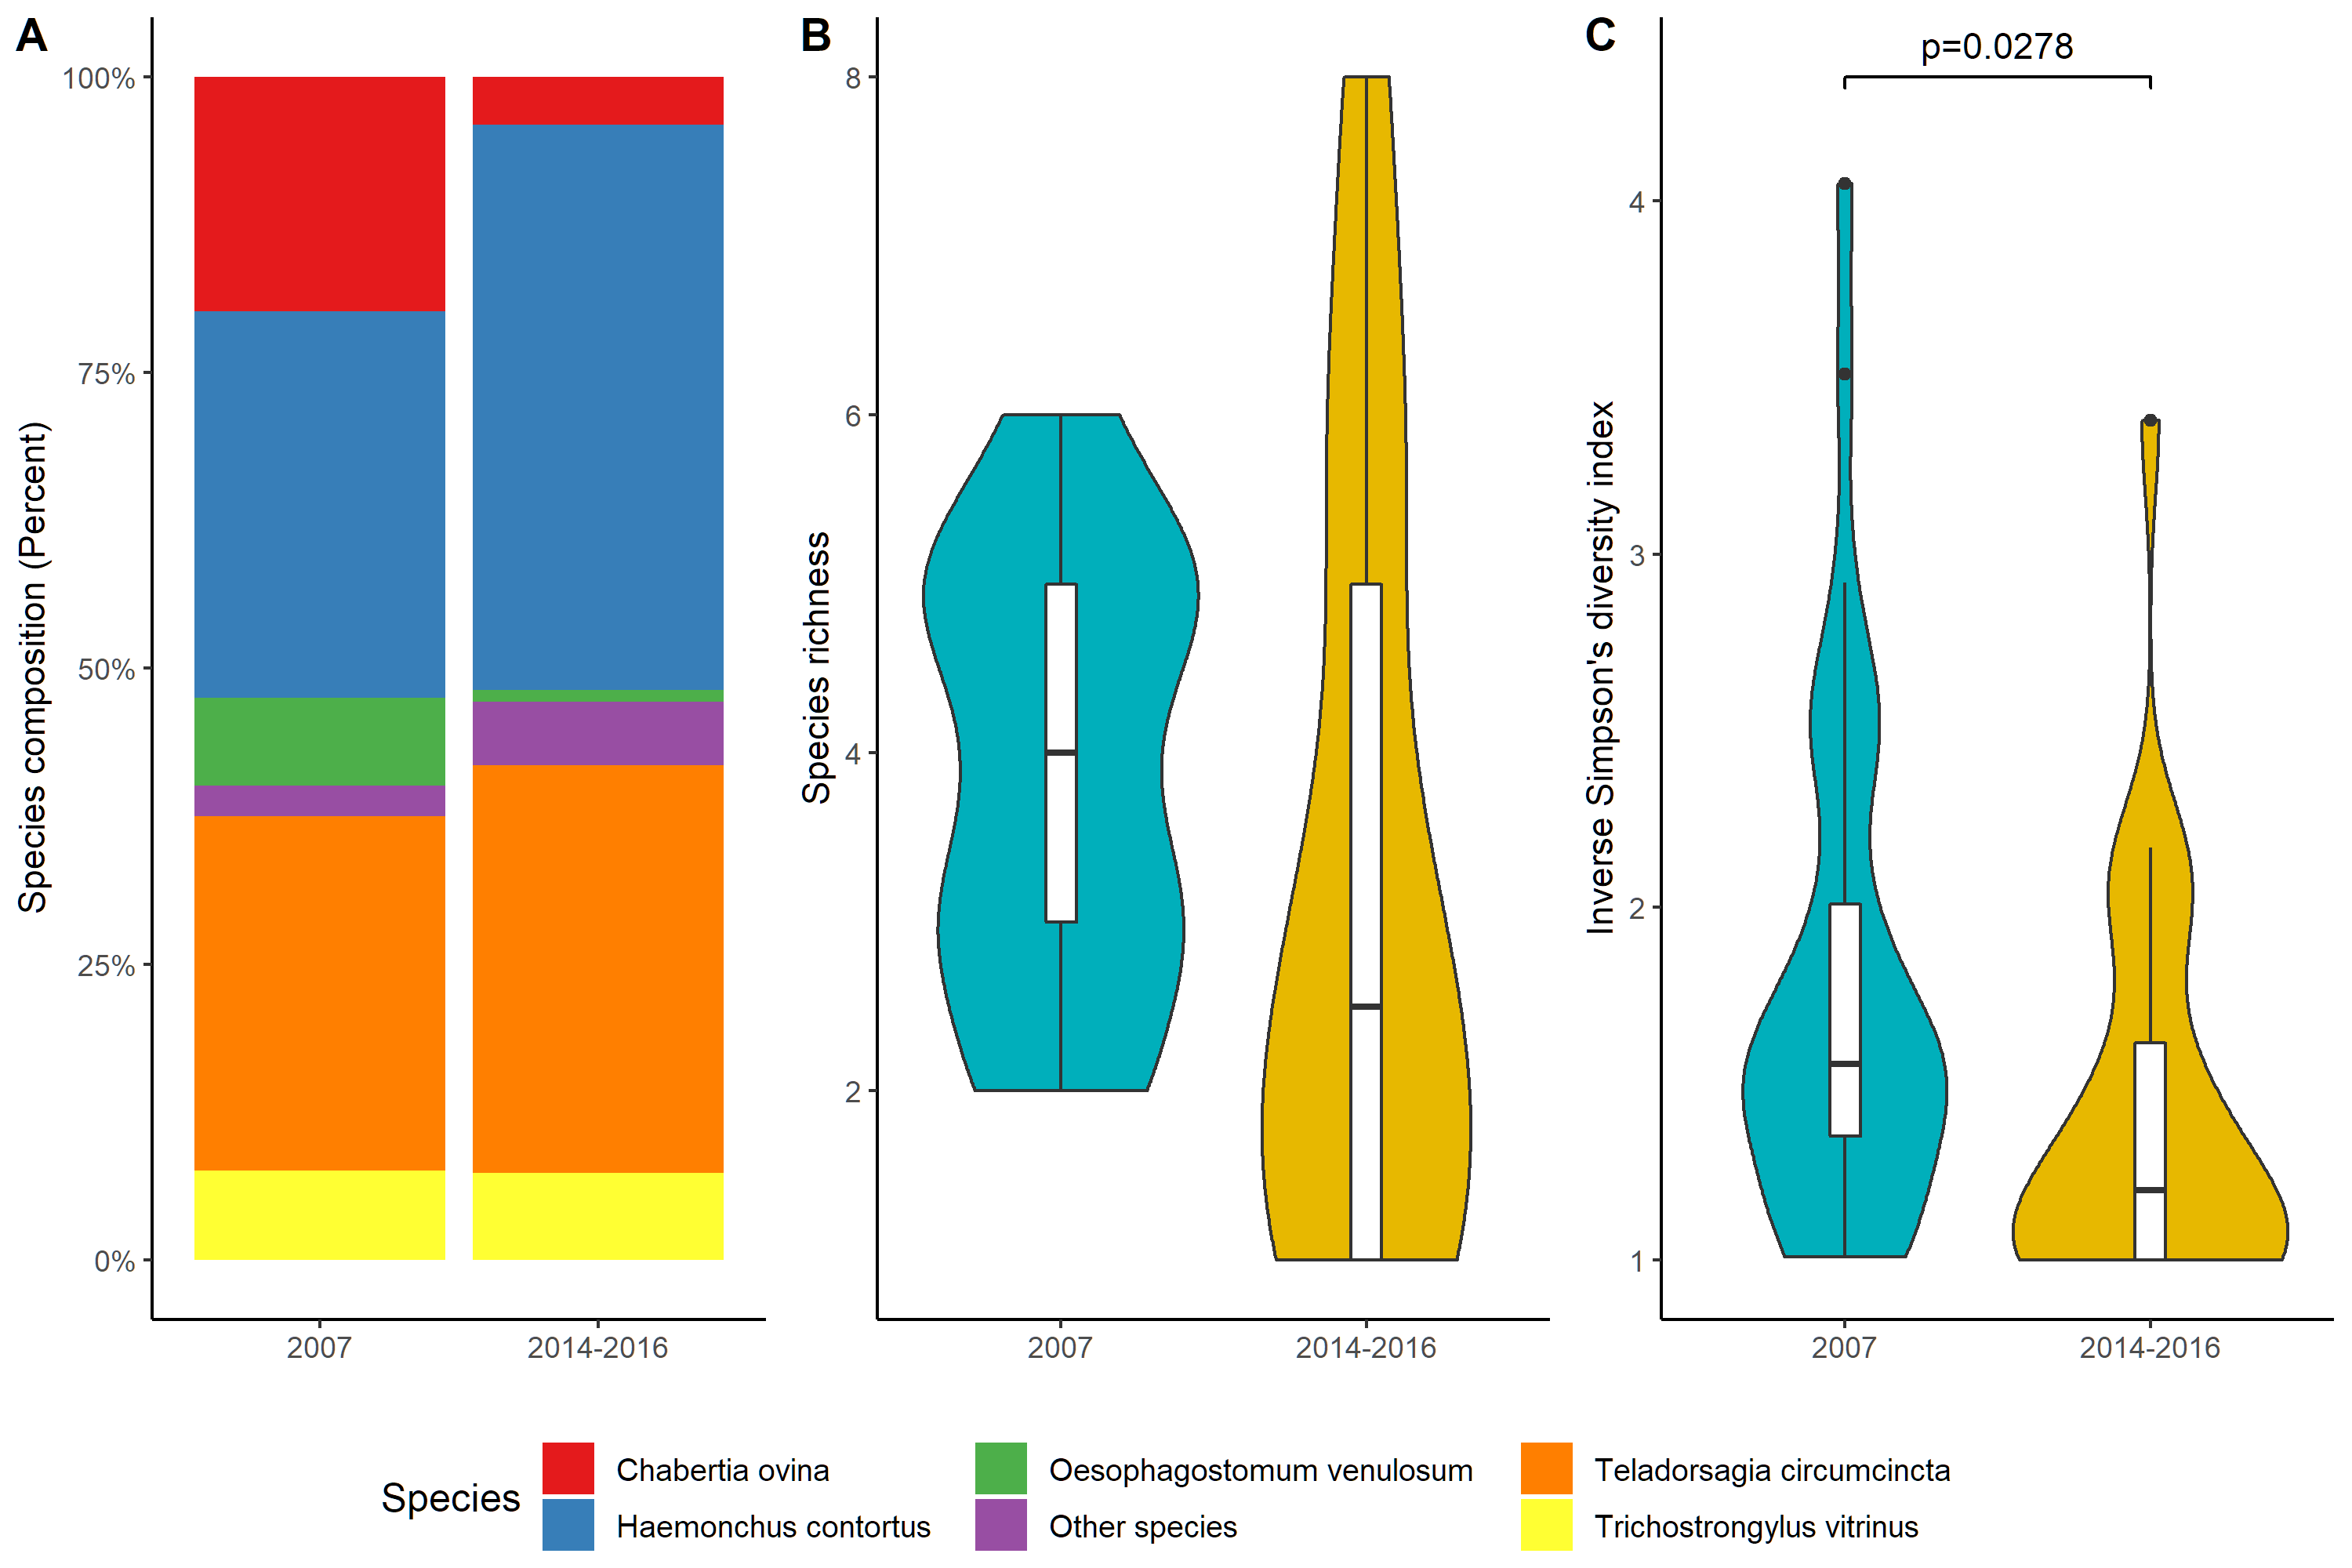 A
Species composition (Percent)
100%
75%
50%
25%
0%
2007
2014-2016
B
Species richness
8
6
4
2
2007
2014-2016
C
Inverse Simpson's diversity index
p=0.0278
4
3
2
1
2007
2014-2016
Species
Chabertia ovina
Haemonchus contortus
Oesophagostomum venulosum
Other species
Teladorsagia circumcincta
Trichostrongylus vitrinus